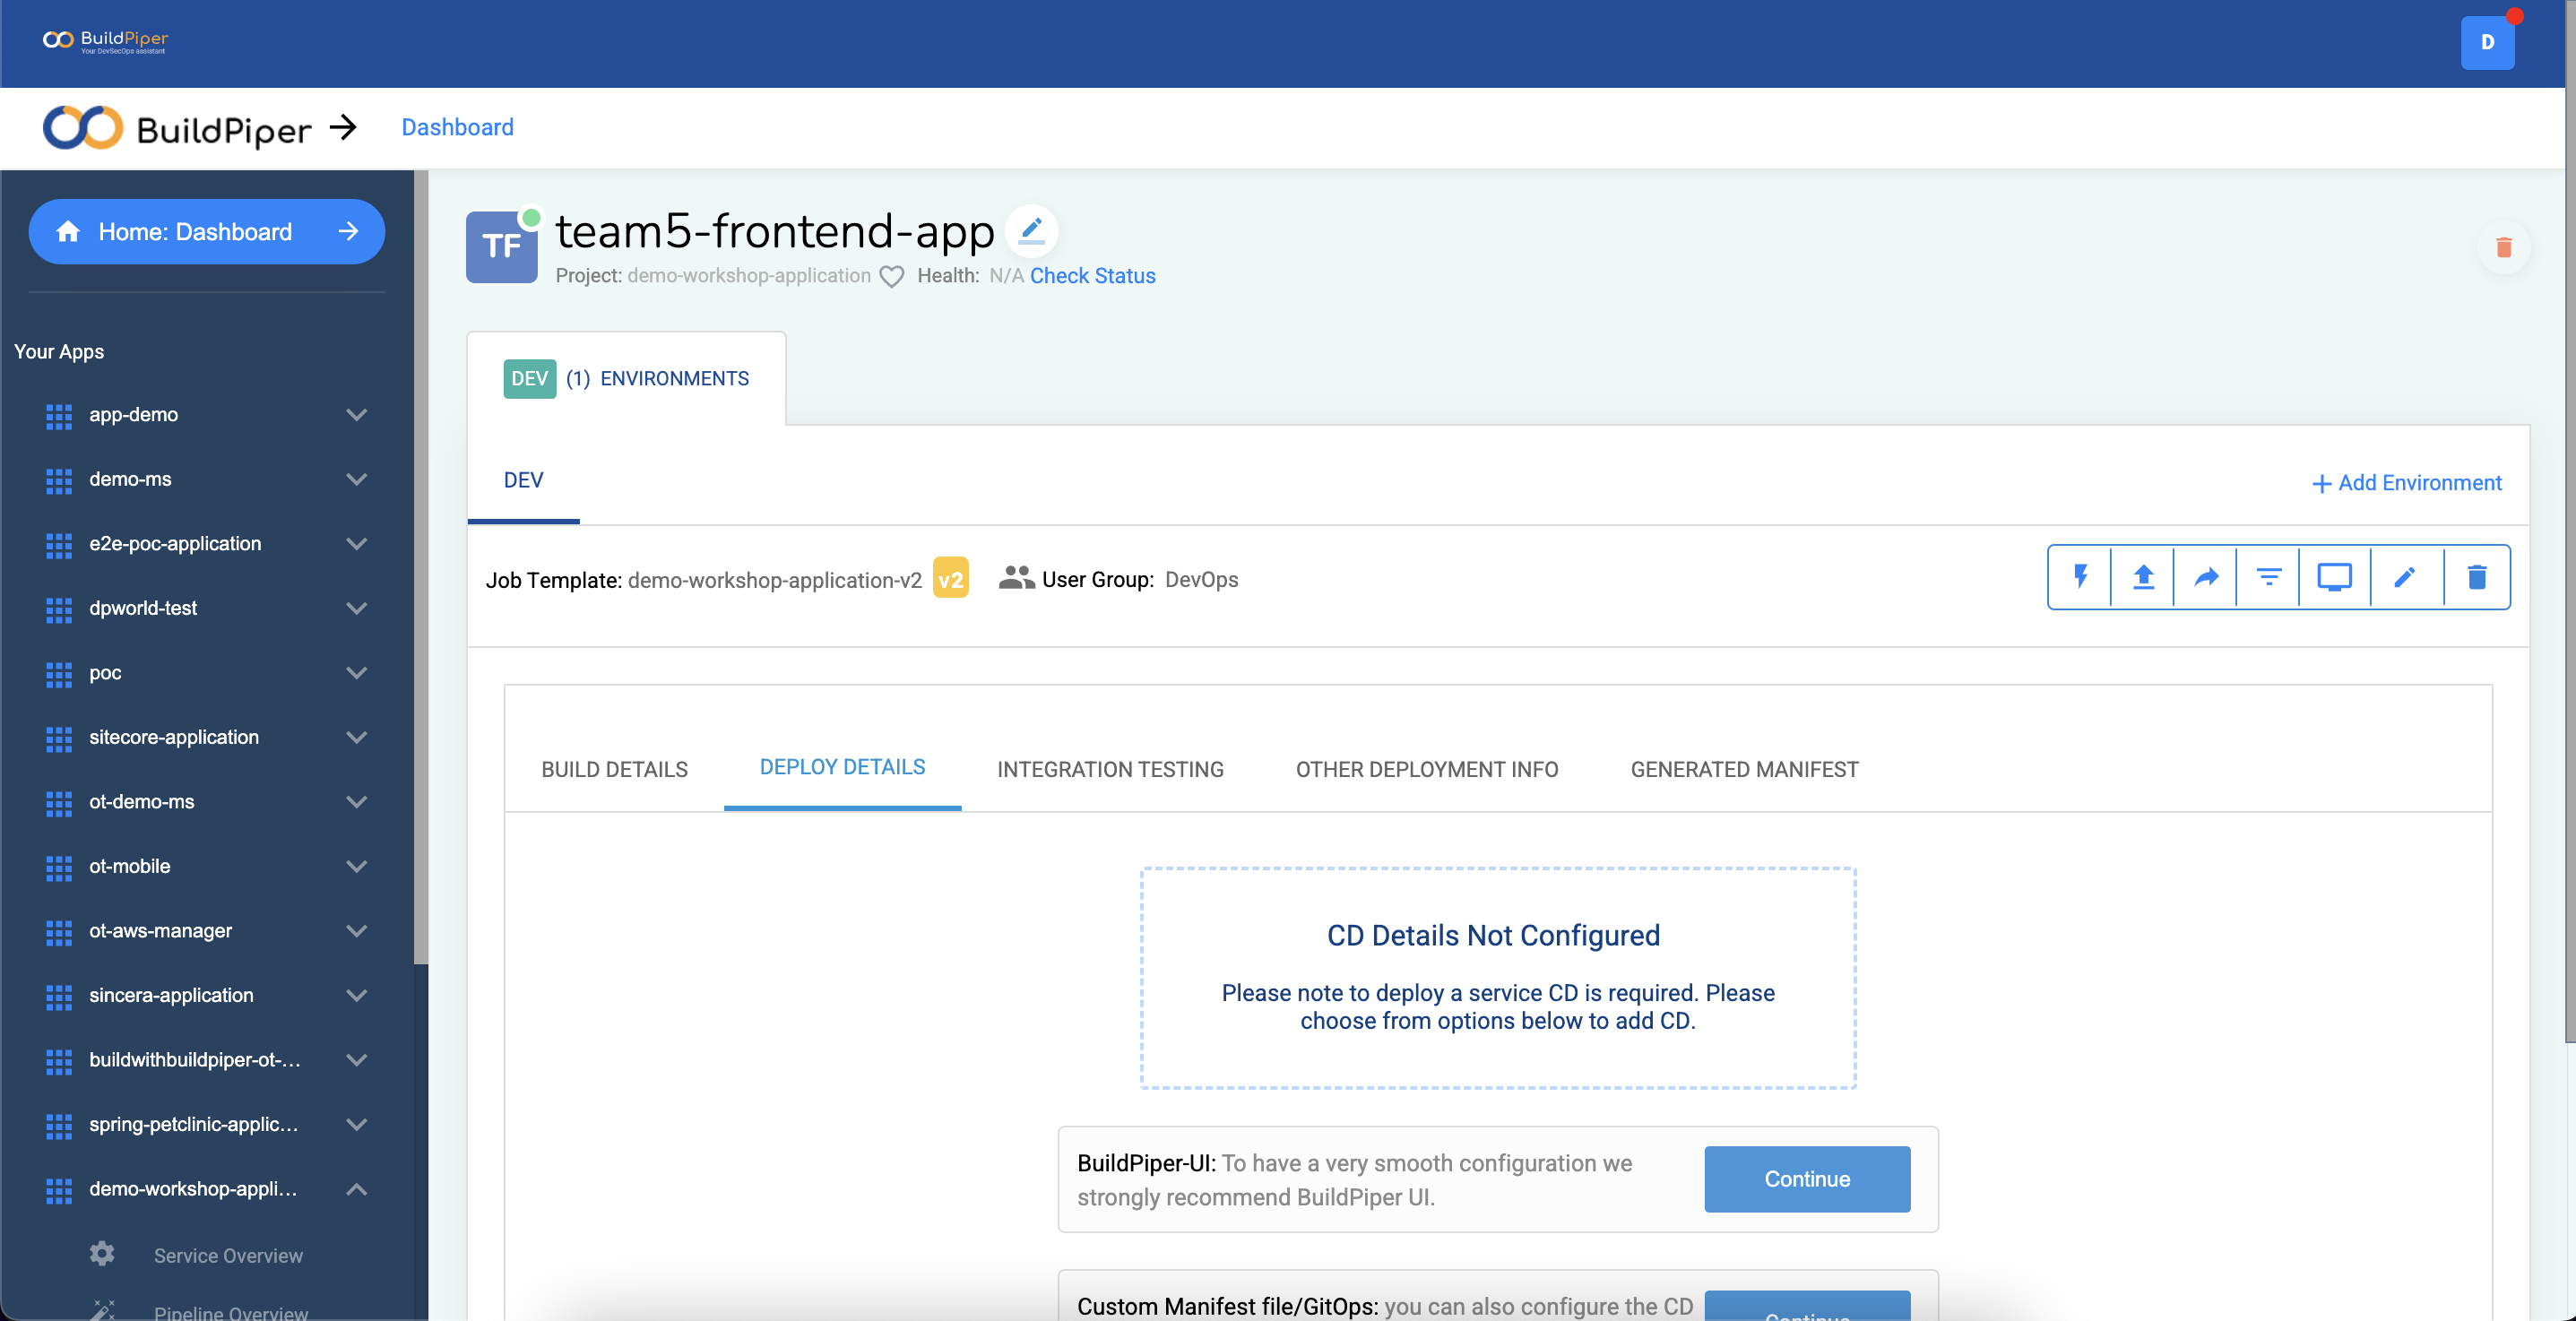 BuildPiper
Your DevSecOps assistant
D
BuildPiper
Dashboard
Home: Dashboard
Your Apps
app-demo
demo-ms
e2e-poc-application
dpworld-test
poc
sitecore-application
ot-demo-ms
ot-mobile
ot-aws-manager
sincera-application
buildwithbuildpiper-ot-...
spring-petclinic-applic...
demo-workshop-appli...
Service Overview
Pipeline Overview
TF
team5-frontend-app
Project: demo-workshop-application Health: N/A Check Status
DEV (1) ENVIRONMENTS
DEV
Add Environment
Job Template: demo-workshop-application-v2 v2 User Group: DevOps
BUILD DETAILS DEPLOY DETAILS INTEGRATION TESTING OTHER DEPLOYMENT INFO GENERATED MANIFEST
CD Details Not Configured
Please note to deploy a service CD is required. Please
choose from options below to add CD.
BuildPiper-UI: To have a very smooth configuration we
strongly recommend BuildPiper UI.
Continue
Custom Manifest file/GitOps: you can also configure the CD
Continue